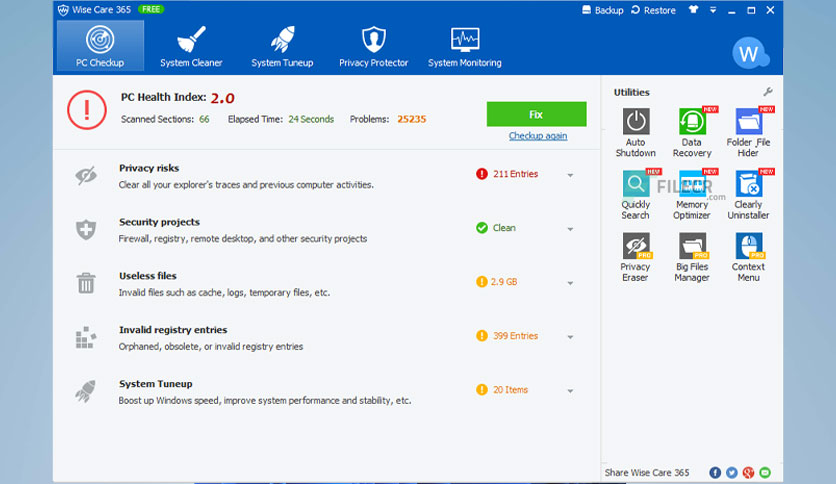 Wise Care 365 FREE
Backup Restore
PC Checkup
System Cleaner
System Tuneup
Privacy Protector
System Monitoring
W
PC Health Index: 2.0
Scanned Sections: 66 Elapsed Time: 24 Seconds Problems: 25235
Fix
Checkup again
Privacy risks
Clear all your explorer's traces and previous computer activities.
211 Entries
Security projects
Firewall, registry, remote desktop, and other security projects
Clean
Useless files
Invalid files such as cache, logs, temporary files, etc.
2.9 GB
Invalid registry entries
Orphaned, obsolete, or invalid registry entries
399 Entries
System Tuneup
Boost up Windows speed, improve system performance and stability, etc.
20 Items
Utilities
NEW NEW
Auto Shutdown
Data Recovery
Folder ,File Hider
NEW NEW NEW
FILECR
.com
Quickly Search
Memory Optimizer
Clearly Uninstaller
PRO PRO PRO
Privacy Eraser
Big Files Manager
Context Menu
Share Wise Care 365